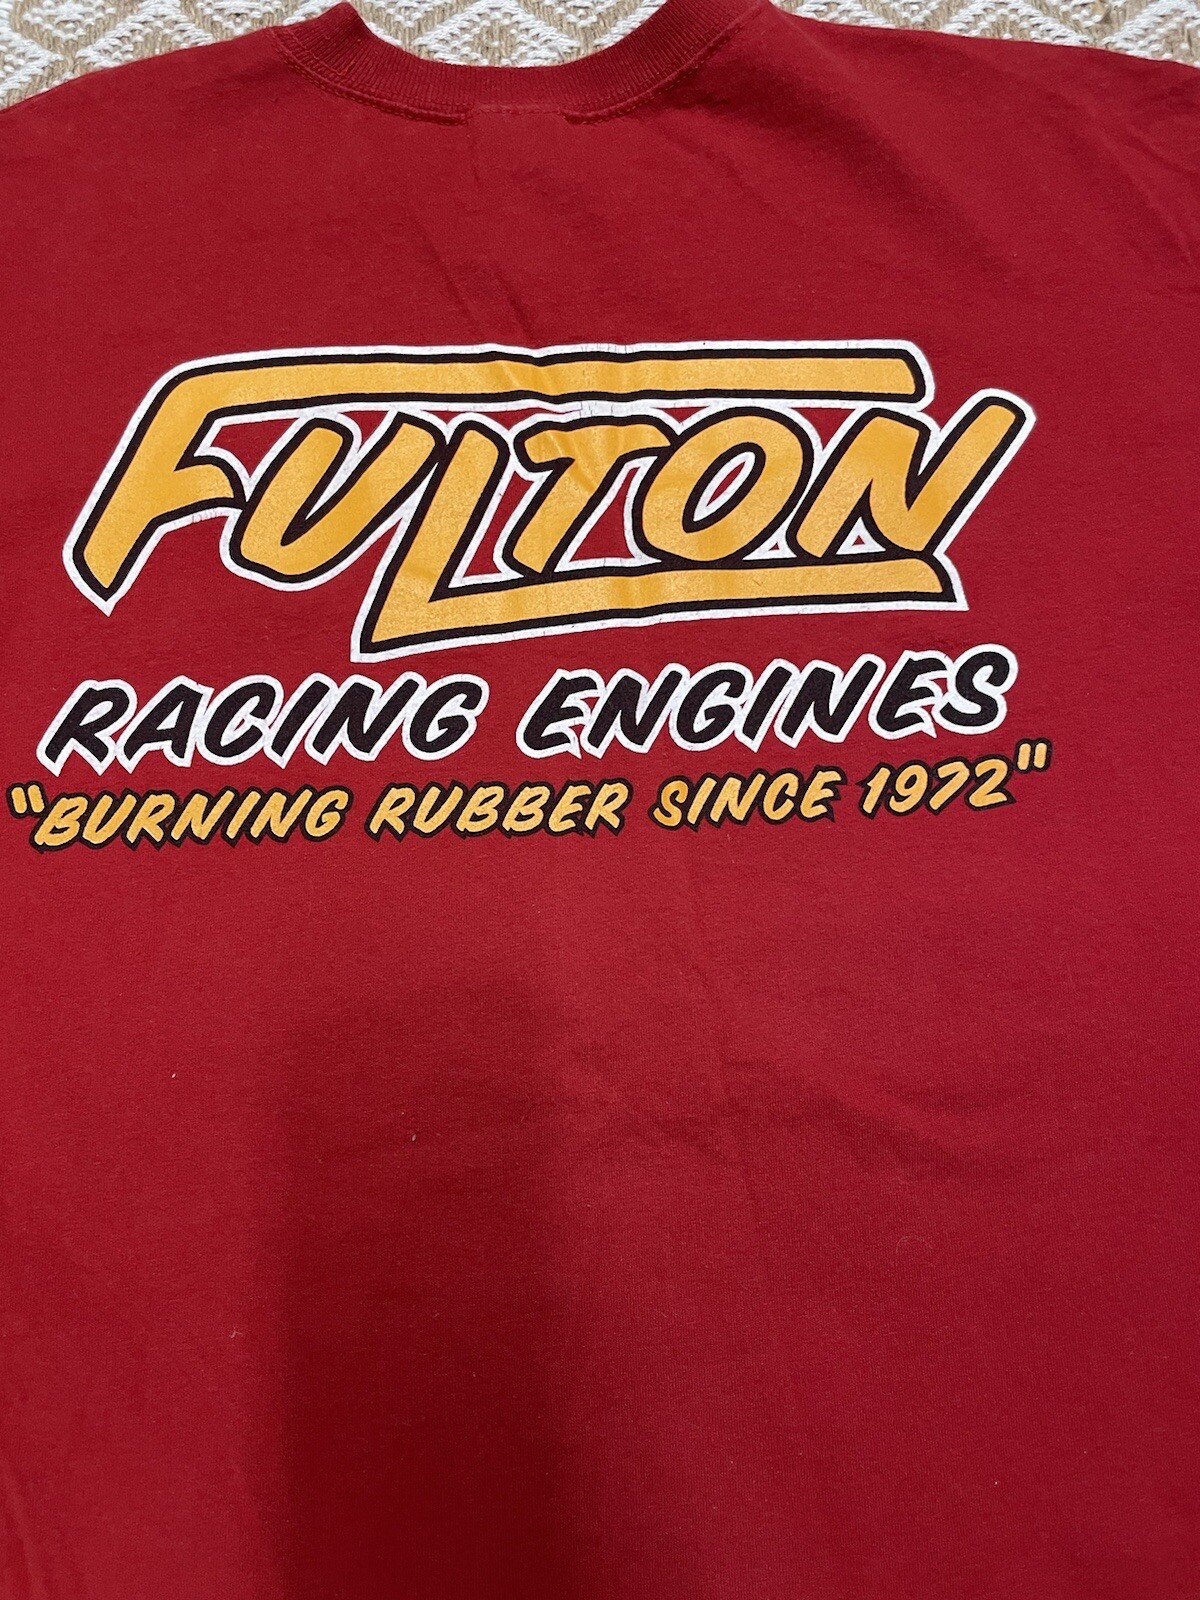 FULTON
RACING ENGINES
"BURNING RUBBER SINCE 1972"